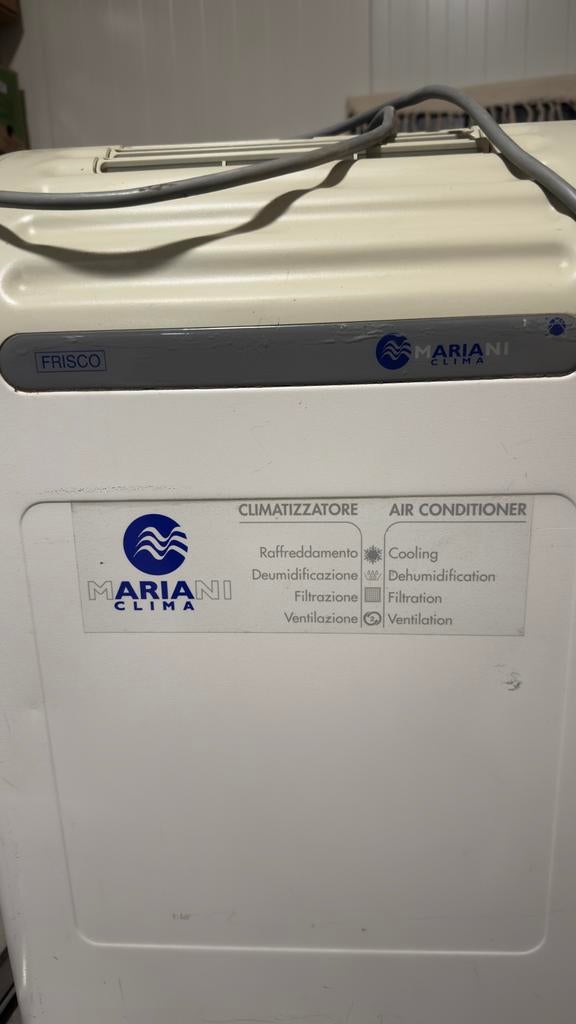 FRISCO
MARIANI
CLIMA
CLIMATIZZATORE AIR CONDITIONER
MARIANI
CLIMA
Raffreddamento Cooling
Deumidificazione Dehumidification
Filtrazione Filtration
Ventilazione Ventilation